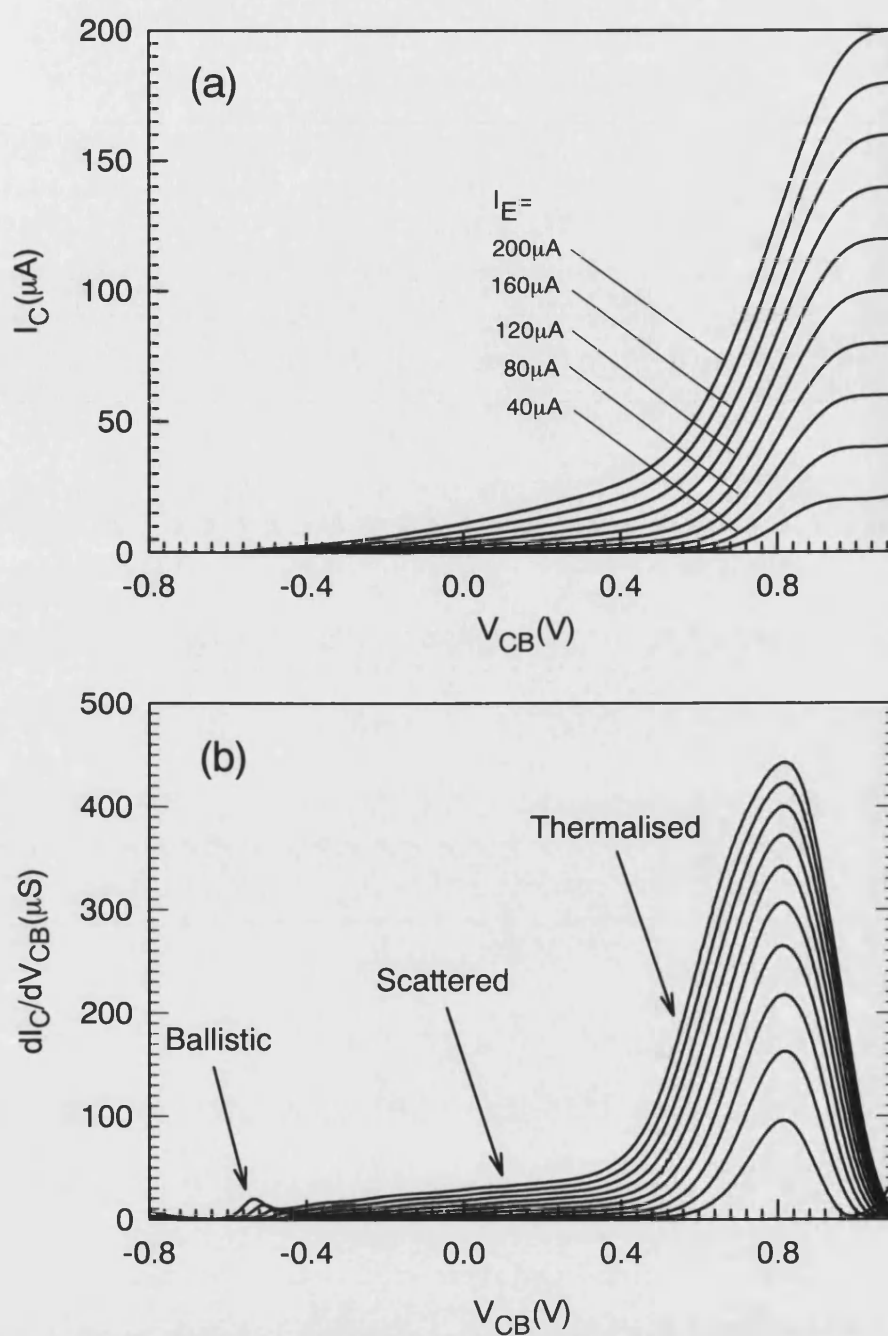 (a)
200
150
100
50
0
I_C(μA)
I_E=
200μA
160μA
120μA
80μA
40μA
-0.8 -0.4 0.0 0.4 0.8
V_CB(V)
(b)
500
400
300
200
100
0
dI_C/dV_CB(μS)
Thermalised
Scattered
Ballistic
-0.8 -0.4 0.0 0.4 0.8
V_CB(V)